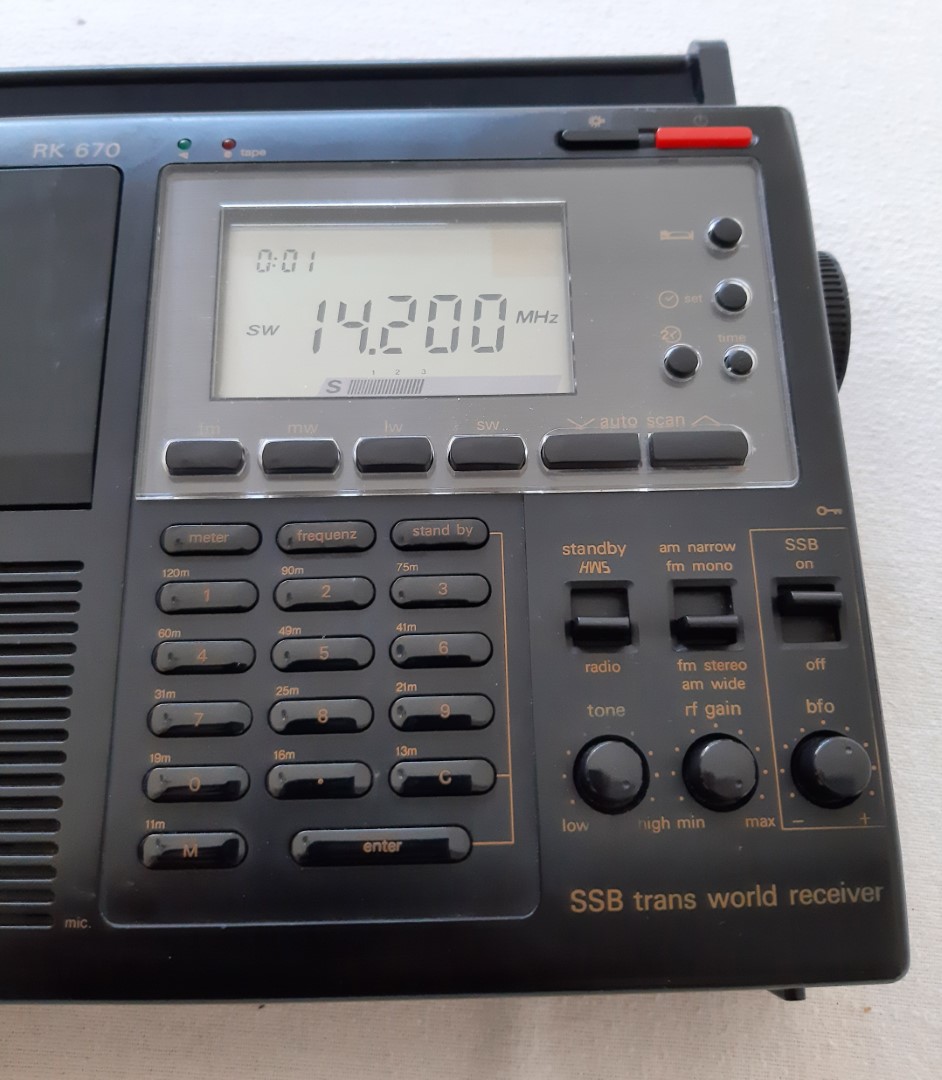 RK 670
tape
0:01
SW 14.200 MHz
1 2 3
S
set
time
fm mw lw sw auto scan
meter frequenz stand by
120m 90m 75m
1 2 3
60m 49m 41m
4 5 6
31m 25m 21m
7 8 9
19m 16m 13m
0 . C
11m
M enter
mic.
standby
radio
am narrow
fm mono
fm stereo
am wide
SSB
on
off
tone rf gain bfo
low high min max - +
SSB trans world receiver